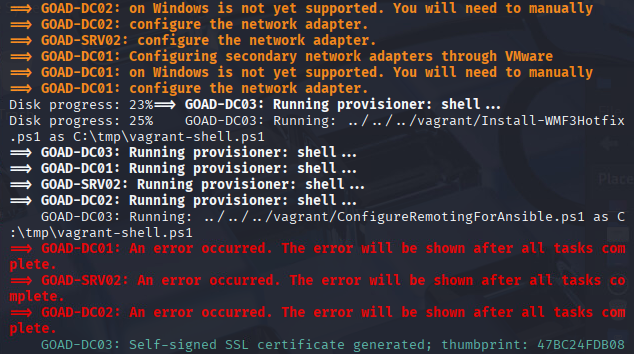 ==> GOAD-DC02: on Windows is not yet supported. You will need to manually
==> GOAD-DC02: configure the network adapter.
==> GOAD-SRV02: configure the network adapter.
==> GOAD-DC01: Configuring secondary network adapters through VMware
==> GOAD-DC01: on Windows is not yet supported. You will need to manually
==> GOAD-DC01: configure the network adapter.
Disk progress: 23%==> GOAD-DC03: Running provisioner: shell...
Disk progress: 25%    GOAD-DC03: Running: ../../../vagrant/Install-WMF3Hotfix
.ps1 as C:\tmp\vagrant-shell.ps1
==> GOAD-DC03: Running provisioner: shell...
==> GOAD-DC01: Running provisioner: shell...
==> GOAD-SRV02: Running provisioner: shell...
==> GOAD-DC02: Running provisioner: shell...
    GOAD-DC03: Running: ../../../vagrant/ConfigureRemotingForAnsible.ps1 as C
:\tmp\vagrant-shell.ps1
==> GOAD-DC01: An error occurred. The error will be shown after all tasks com
plete.
==> GOAD-SRV02: An error occurred. The error will be shown after all tasks co
mplete.
==> GOAD-DC02: An error occurred. The error will be shown after all tasks com
plete.
    GOAD-DC03: Self-signed SSL certificate generated; thumbprint: 47BC24FDB08